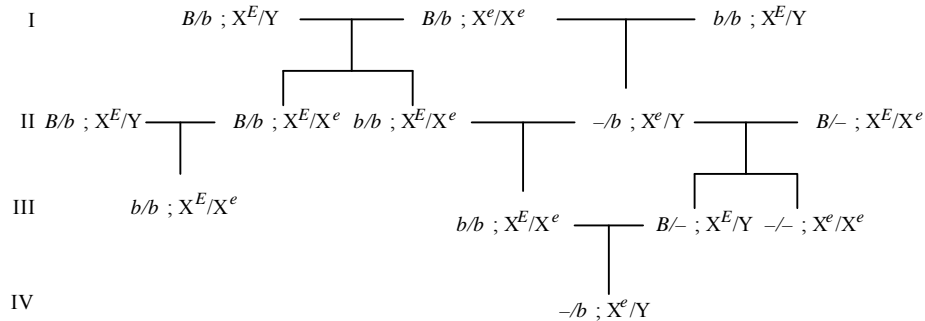 I B/b ; X^E/Y B/b ; X^e/X^e b/b ; X^E/Y
II B/b ; X^E/Y B/b ; X^E/X^e b/b ; X^E/X^e –/b ; X^e/Y B/– ; X^E/X^e
III b/b ; X^E/X^e b/b ; X^E/X^e B/– ; X^E/Y –/– ; X^e/X^e
IV –/b ; X^e/Y